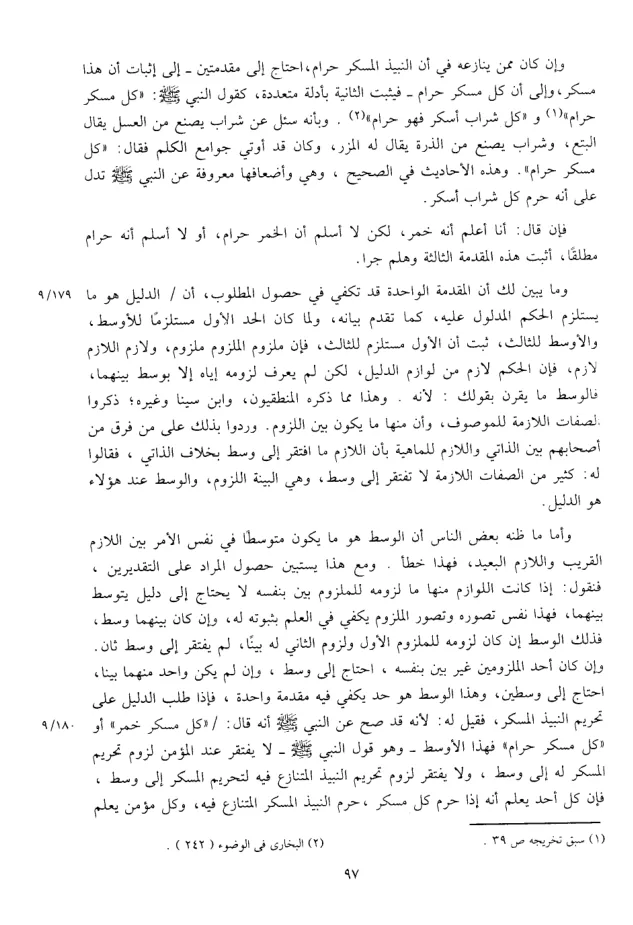 وإن كان ممن ينازعه في أن النبيذ المسكر حرام،احتاج إلى مقدمتين ـ إلى إثبات أن هذا
مسكر،وإلى أن كل مسكر حرام ـ فيثبت الثانية بأدلة متعددة، كقول النبي ﷺ: «كل مسكر
حرام»(١) و «كل شراب أسكر فهو حرام»(٢) . وبأنه سئل عن شراب يصنع من العسل يقال
البتع، وشراب يصنع من الذرة يقال له المزر، وكان قد أوتي جوامع الكلم فقال: «كل
مسكر حرام». وهذه الأحاديث في الصحيح ، وهي وأضعافها معروفة عن النبي ﷺ تدل
على أنه حرم كل شراب أسكر.
فإن قال: أنا أعلم أنه خمر، لكن لا أسلم أن الخمر حرام، أو لا أسلم أنه حرام
مطلقًا، أثبت هذه المقدمة الثالثة وهلم جرا.
٩/١٧٩ وما يبين لك أن المقدمة الواحدة قد تكفي في حصول المطلوب، أن / الدليل هو ما
يستلزم الحكم المدلول عليه، كما تقدم بيانه، ولما كان الحد الأول مستلزمًا للأوسط،
والأوسط للثالث، ثبت أن الأول مستلزم للثالث، فإن ملزوم الملزوم ملزوم، ولازم اللازم
لازم، فإن الحكم لازم من لوازم الدليل، لكن لم يعرف لزومه إياه إلا بوسط بينهما،
فالوسط ما يقرن بقولك : لأنه . وهذا مما ذكره المنطقيون، وابن سينا وغيره؛ ذكروا
لصفات اللازمة للموصوف، وأن منها ما يكون بين اللزوم. وردوا بذلك على من فرق من
أصحابهم بين الذاتي واللازم للماهية بأن اللازم ما افتقر إلى وسط بخلاف الذاتي ، فقالوا
له: كثير من الصفات اللازمة لا تفتقر إلى وسط، وهي البينة اللزوم، والوسط عند هؤلاء
هو الدليل.
وأما ما ظنه بعض الناس أن الوسط هو ما يكون متوسطًا في نفس الأمر بين اللازم
القريب واللازم البعيد، فهذا خطأ . ومع هذا يستبين حصول المراد على التقديرين ،
فنقول: إذا كانت اللوازم منها ما لزومه للملزوم بين بنفسه لا يحتاج إلى دليل يتوسط
بينهما، فهذا نفس تصوره وتصور الملزوم يكفي في العلم بثبوته له، وإن كان بينهما وسط،
فذلك الوسط إن كان لزومه للملزوم الأول ولزوم الثاني له بينًا، لم يفتقر إلى وسط ثان.
وإن كان أحد الملزومين غير بين بنفسه ، احتاج إلى وسط ، وإن لم يكن واحد منهما بينا،
احتاج إلى وسطين، وهذا الوسط هو حد يكفي فيه مقدمة واحدة ، فإذا طلب الدليل على
٩/١٨٠ تحريم النبيذ المسكر، فقيل له: لأنه قد صح عن النبي ﷺ أنه قال: /«كل مسكر خمر» أو
«كل مسكر حرام» فهذا الأوسط ـ وهو قول النبي ﷺ ـ لا يفتقر عند المؤمن لزوم تحريم
المسكر له إلى وسط ، ولا يفتقر لزوم تحريم النبيذ المتنازع فيه لتحريم المسكر إلى وسط ،
فإن كل أحد يعلم أنه إذا حرم كل مسكر ،حرم النبيذ المسكر المتنازع فيه، وكل مؤمن يعلم
(١) سبق تخريجه ص ٣٩ . (٢) البخارى فى الوضوء ( ٢٤٢ ) .
٩٧